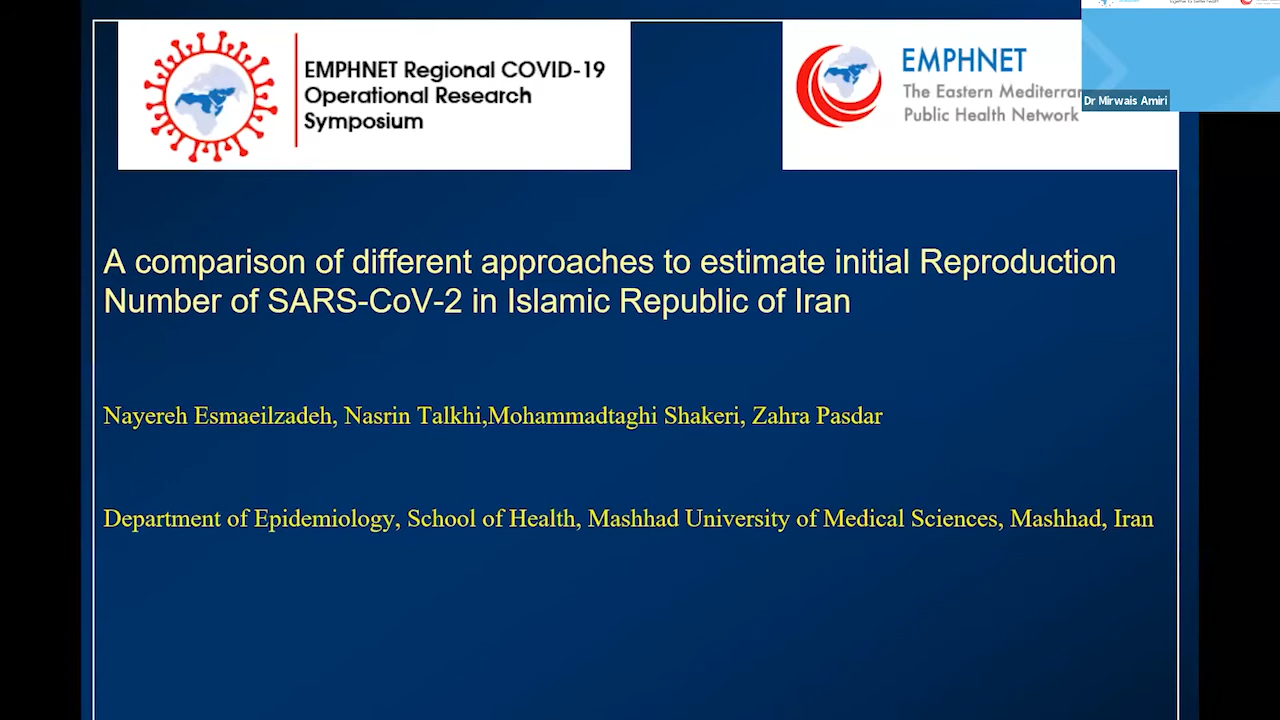 EMPHNET Regional COVID-19
Operational Research
Symposium
EMPHNET
The Eastern Mediterran
Public Health Network
Dr Mirwais Amiri
A comparison of different approaches to estimate initial Reproduction
Number of SARS-CoV-2 in Islamic Republic of Iran
Nayereh Esmaeilzadeh, Nasrin Talkhi,Mohammadtaghi Shakeri, Zahra Pasdar
Department of Epidemiology, School of Health, Mashhad University of Medical Sciences, Mashhad, Iran